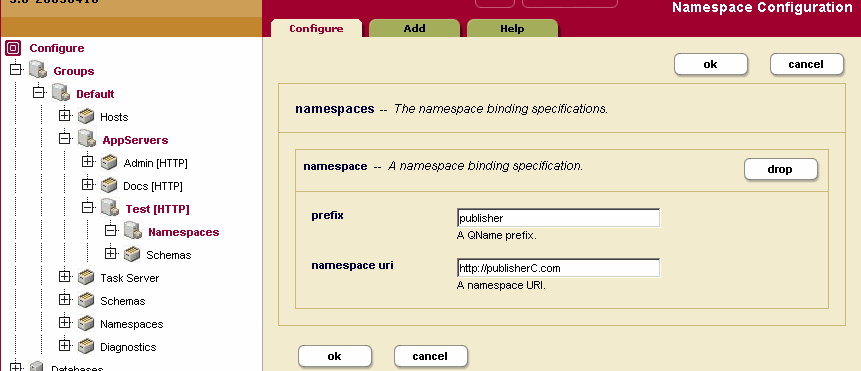 Namespace Configuration
Configure
Add
Help
Configure
Groups
Default
Hosts
AppServers
Admin [HTTP]
Docs [HTTP]
Test [HTTP]
Namespaces
Schemas
Task Server
Schemas
Namespaces
Diagnostics
Databases
ok
cancel
namespaces -- The namespace binding specifications.
namespace -- A namespace binding specification.
drop
prefix
publisher
A QName prefix.
namespace uri
http://publisherC.com
A namespace URI.
ok
cancel